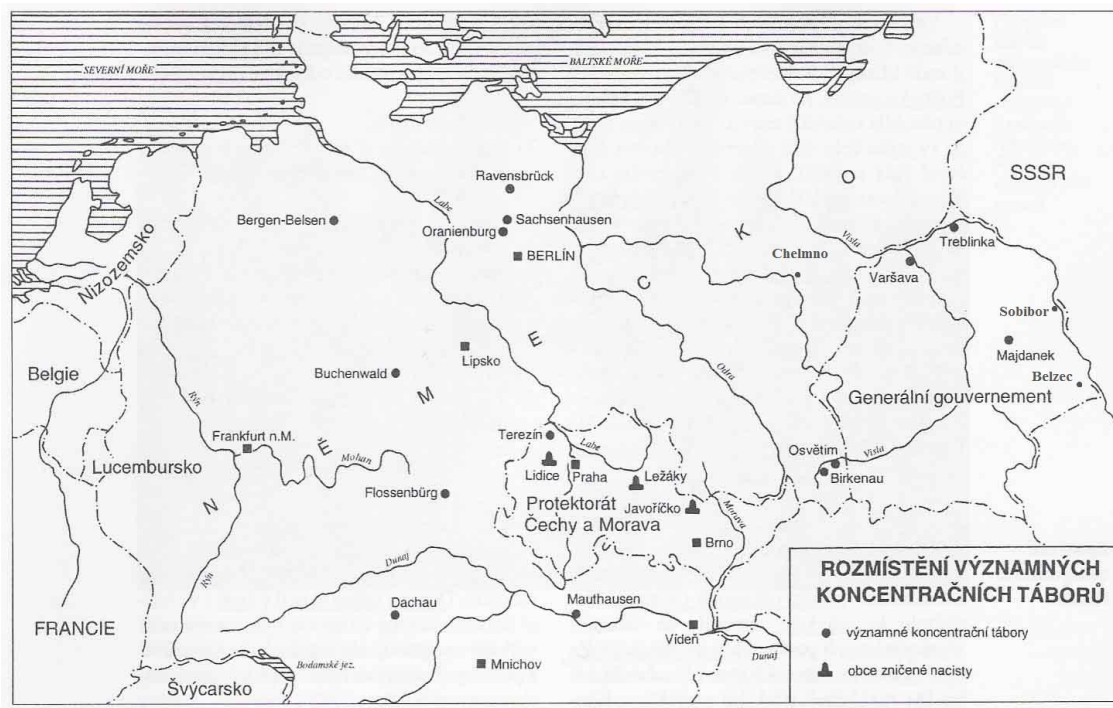 SEVERNÍ MOŘE
BALTSKÉ MOŘE
SSSR
Ravensbrück
Labe
Bergen-Belsen
Sachsenhausen
Oranienburg
BERLÍN
Nizozemsko
Visla
Treblinka
Chelmno
Varšava
Sobibor
Lipsko
Majdanek
Belgie
Buchenwald
Odra
Belzec
Generální gouvernement
Rýn
NĚMECKO
Frankfurt n.M.
Mohan
Terezín
Labe
Lucembursko
Lidice
Praha
Ležáky
Osvětim
Visla
Birkenau
Flossenbürg
Protektorát
Čechy a Morava
Javoříčko
Morava
Brno
Dunaj
Rýn
Dachau
Mauthausen
FRANCIE
Vídeň
Dunaj
Bodamské jez.
Mnichov
Švýcarsko
ROZMÍSTĚNÍ VÝZNAMNÝCH
KONCENTRAČNÍCH TÁBORŮ
významné koncentrační tábory
obce zničené nacisty